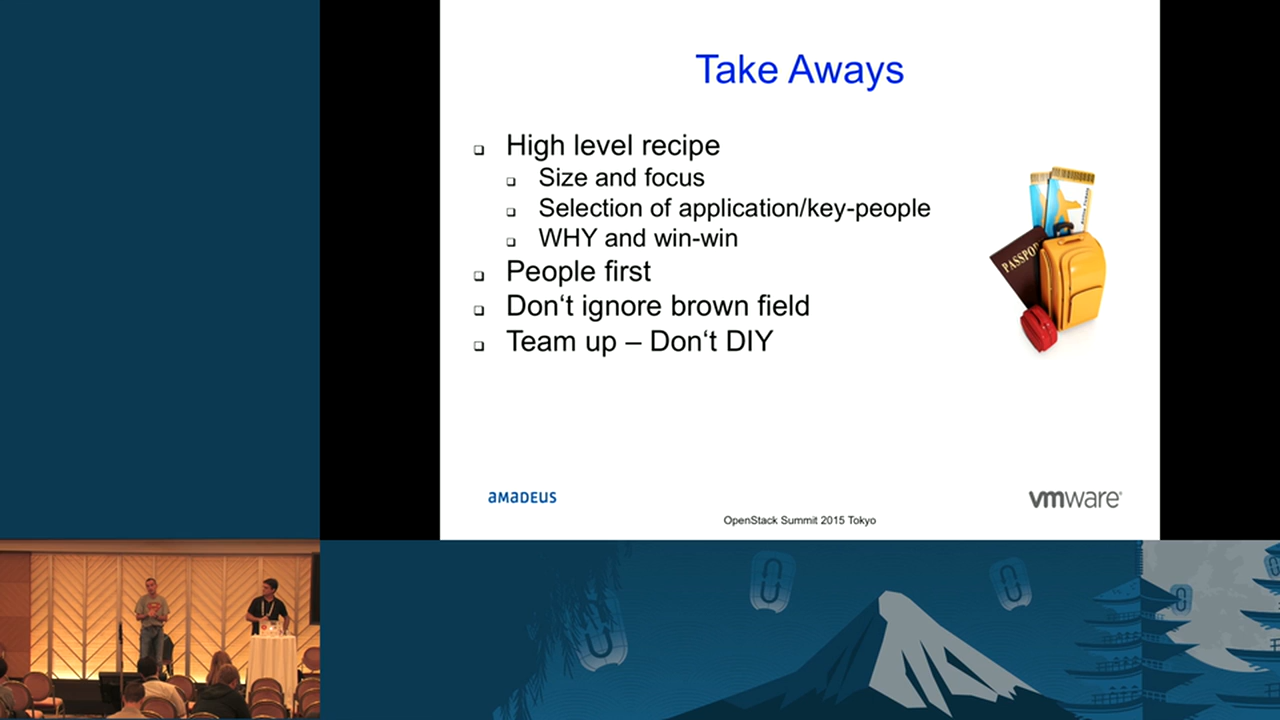 Take Aways
High level recipe
Size and focus
Selection of application/key-people
WHY and win-win
People first
Don‘t ignore brown field
Team up – Don‘t DIY
PASSPO
amadeus
vmware®
OpenStack Summit 2015 Tokyo